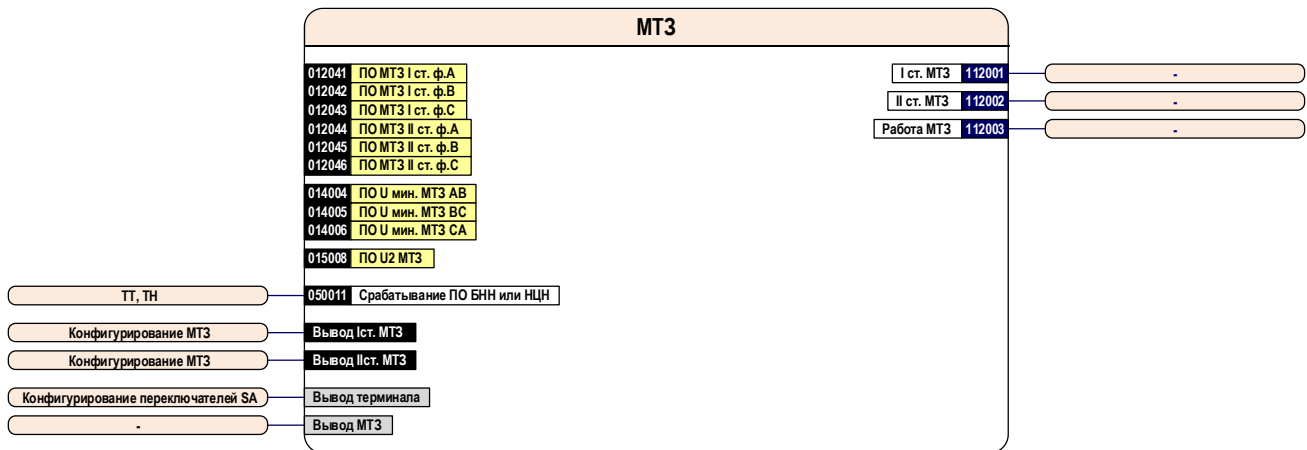 МТЗ
012041 ПО МТЗ I ст. ф.А
012042 ПО МТЗ I ст. ф.В
012043 ПО МТЗ I ст. ф.С
012044 ПО МТЗ II ст. ф.А
012045 ПО МТЗ II ст. ф.В
012046 ПО МТЗ II ст. ф.С
014004 ПО U мин. МТЗ АВ
014005 ПО U мин. МТЗ ВС
014006 ПО U мин. МТЗ СА
015008 ПО U2 МТЗ
ТТ, ТН 050011 Срабатывание ПО БНН или НЦН
Конфигурирование МТЗ Вывод Iст. МТЗ
Конфигурирование МТЗ Вывод IIст. МТЗ
Конфигурирование переключателей SA Вывод терминала
- Вывод МТЗ
I ст. МТЗ 112001 -
II ст. МТЗ 112002 -
Работа МТЗ 112003 -